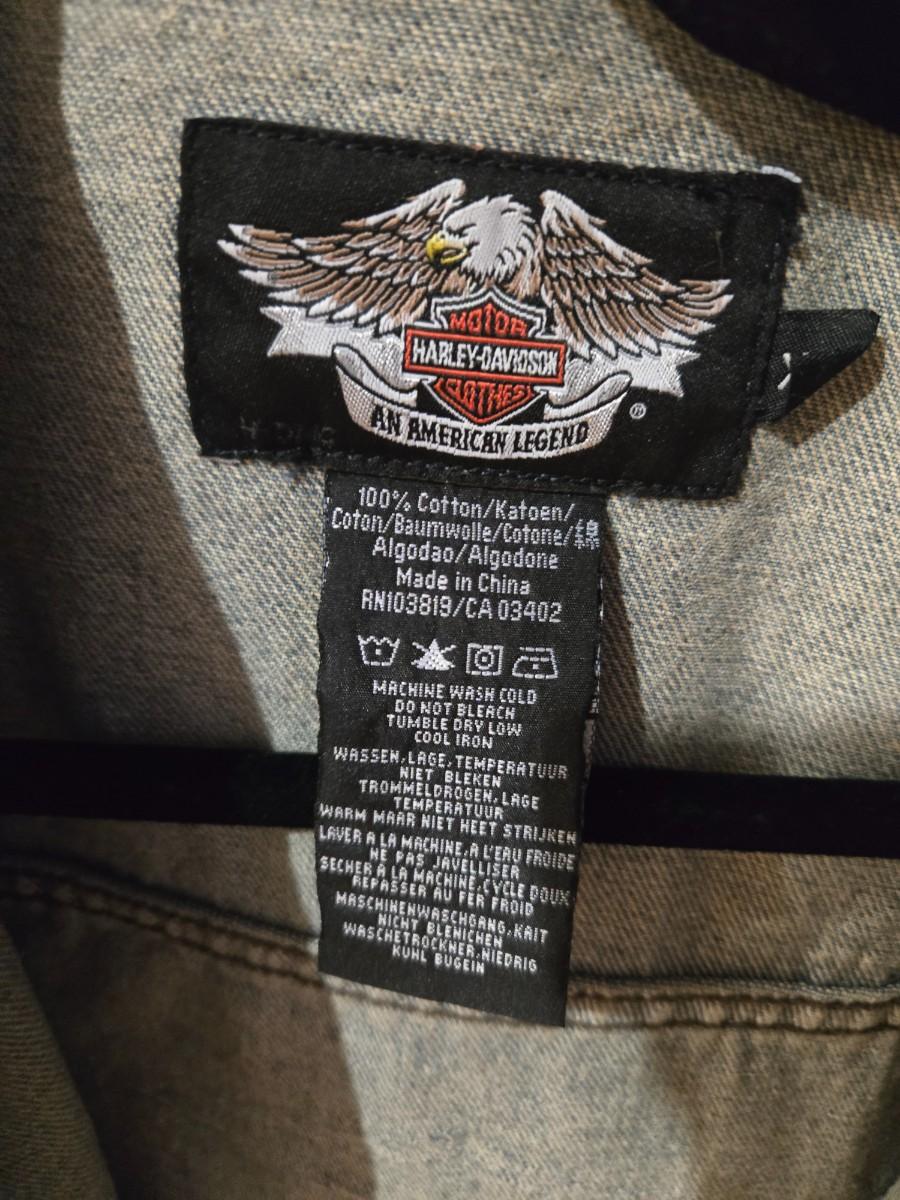 MOTOR
HARLEY-DAVIDSON
CLOTHES
AN AMERICAN LEGEND
®
100% Cotton/Katoen/
Coton/Baumwolle/Cotone/綿
Algodao/Algodone
Made in China
RN103819/CA 03402
MACHINE WASH COLD
DO NOT BLEACH
TUMBLE DRY LOW
COOL IRON
WASSEN,LAGE,TEMPERATUUR
NIET BLEKEN
TROMMELDROGEN,LAGE
TEMPERATUUR
WARM MAAR NIET HEET STRIJKEN
LAVER A LA MACHINE,A L'EAU FROIDE
NE PAS JAVELLISER
SECHER A LA MACHINE,CYCLE DOUX
REPASSER AU FER FROID
MASCHINENWASCHGANG,KAIT
NICHT BLENICHEN
WASCHETROCKNER,NIEDRIG
KUHL BUGEIN